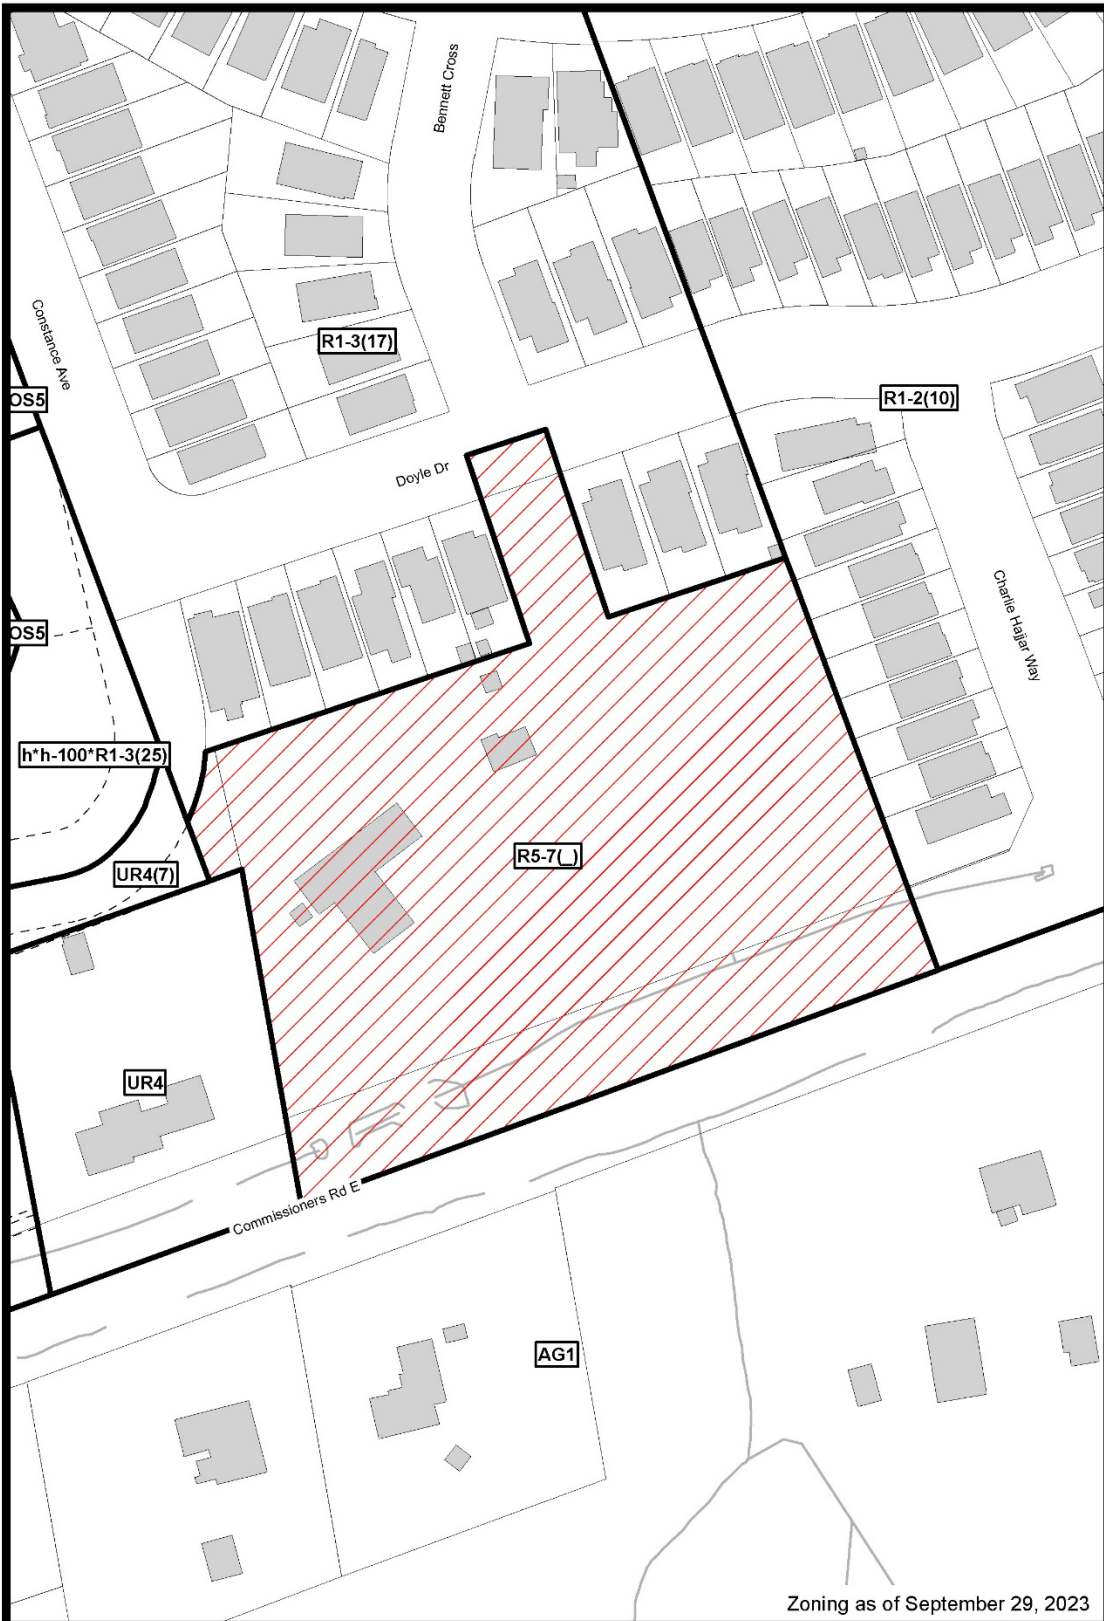 Bennett Cross
Constance Ave
R1-3(17)
OS5
R1-2(10)
Doyle Dr
Charlie Hajjar Way
OS5
h*h-100*R1-3(25)
R5-7(_)
UR4(7)
UR4
Commissioners Rd E
AG1
Zoning as of September 29, 2023